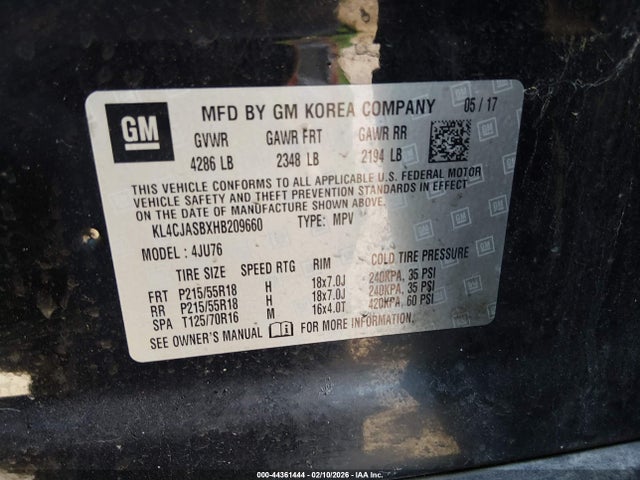 GM
MFD BY GM KOREA COMPANY 05 / 17
GVWR GAWR FRT GAWR RR
4286 LB 2348 LB 2194 LB
THIS VEHICLE CONFORMS TO ALL APPLICABLE U.S. FEDERAL MOTOR
VEHICLE SAFETY AND THEFT PREVENTION STANDARDS IN EFFECT
ON THE DATE OF MANUFACTURE SHOWN ABOVE.
KL4CJASBXHB209660 TYPE: MPV
MODEL: 4JU76
TIRE SIZE SPEED RTG RIM COLD TIRE PRESSURE
FRT P215/55R18 H 18x7.0J 240KPA, 35 PSI
RR P215/55R18 H 18x7.0J 240KPA, 35 PSI
SPA T125/70R16 M 16x4.0T 420KPA, 60 PSI
SEE OWNER'S MANUAL FOR MORE INFORMATION.
000-44361444 - 02/10/2026 - IAA Inc.